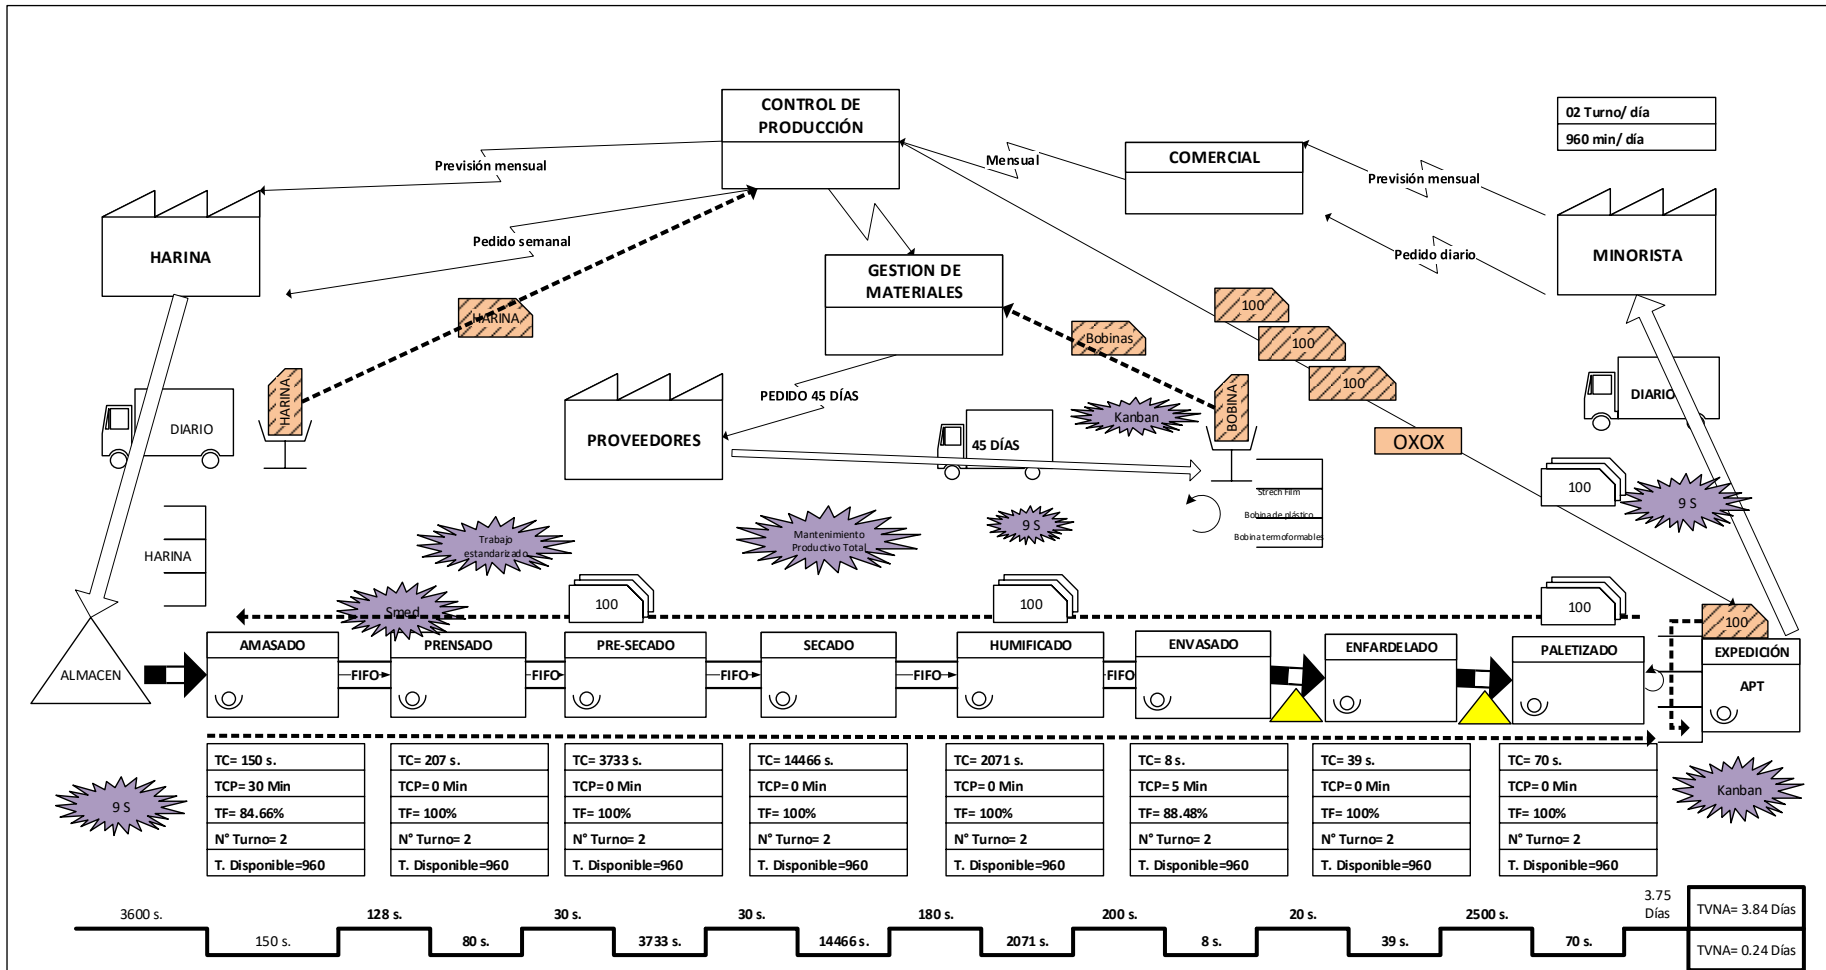 CONTROL DE
PRODUCCIÓN
02 Turno/ día
960 min/ día
Previsión mensual
Mensual
COMERCIAL
Previsión mensual
HARINA
Pedido semanal
GESTION DE
MATERIALES
Pedido diario
MINORISTA
HARINA
Bobinas
100
100
100
HARINA
DIARIO
PEDIDO 45 DÍAS
PROVEEDORES
45 DÍAS
Kanban
BOBINA
OXOX
DIARIO
Strech Film
Bobina de plástico
Bobina termoformables
100
9 S
HARINA
Trabajo
estandarizado
Mantenimiento
Productivo Total
9 S
Smed
100
100
100
100
ALMACEN
AMASADO
FIFO
PRENSADO
FIFO
PRE-SECADO
FIFO
SECADO
FIFO
HUMIFICADO
FIFO
ENVASADO
ENFARDELADO
PALETIZADO
EXPEDICIÓN
APT
9 S
TC= 150 s.
TCP= 30 Min
TF= 84.66%
N° Turno= 2
T. Disponible=960
TC= 207 s.
TCP= 0 Min
TF= 100%
N° Turno= 2
T. Disponible=960
TC= 3733 s.
TCP= 0 Min
TF= 100%
N° Turno= 2
T. Disponible=960
TC= 14466 s.
TCP= 0 Min
TF= 100%
N° Turno= 2
T. Disponible=960
TC= 2071 s.
TCP= 0 Min
TF= 100%
N° Turno= 2
T. Disponible=960
TC= 8 s.
TCP= 5 Min
TF= 88.48%
N° Turno= 2
T. Disponible=960
TC= 39 s.
TCP= 0 Min
TF= 100%
N° Turno= 2
T. Disponible=960
TC= 70 s.
TCP= 0 Min
TF= 100%
N° Turno= 2
T. Disponible=960
Kanban
3600 s.
150 s.
128 s.
80 s.
30 s.
3733 s.
30 s.
14466 s.
180 s.
2071 s.
200 s.
8 s.
20 s.
39 s.
2500 s.
70 s.
3.75
Días
TVNA= 3.84 Días
TVNA= 0.24 Días